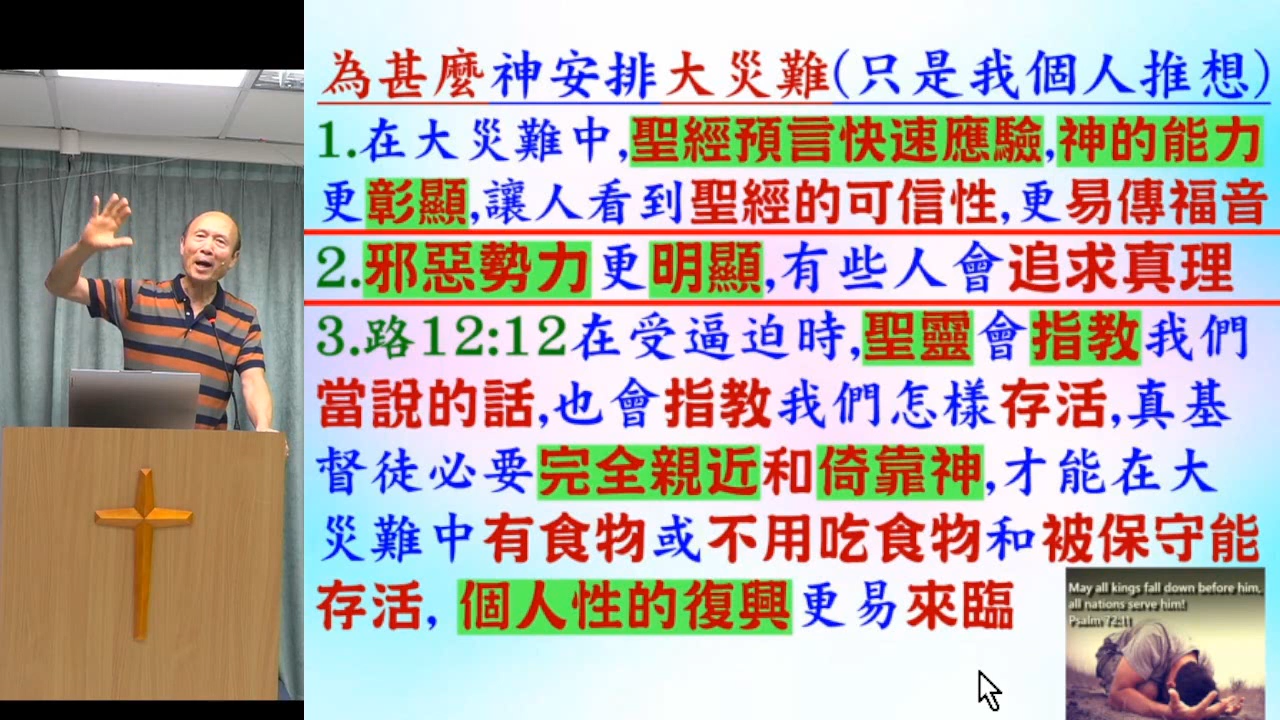 為甚麼神安排大災難(只是我個人推想)
1.在大災難中,聖經預言快速應驗,神的能力
更彰顯,讓人看到聖經的可信性,更易傳福音
2.邪惡勢力更明顯,有些人會追求真理
3.路12:12在受逼迫時,聖靈會指教我們
當說的話,也會指教我們怎樣存活,真基
督徒必要完全親近和倚靠神,才能在大
災難中有食物或不用吃食物和被保守能
存活, 個人性的復興更易來臨
May all kings fall down before him,
all nations serve him!
Psalm 72:11